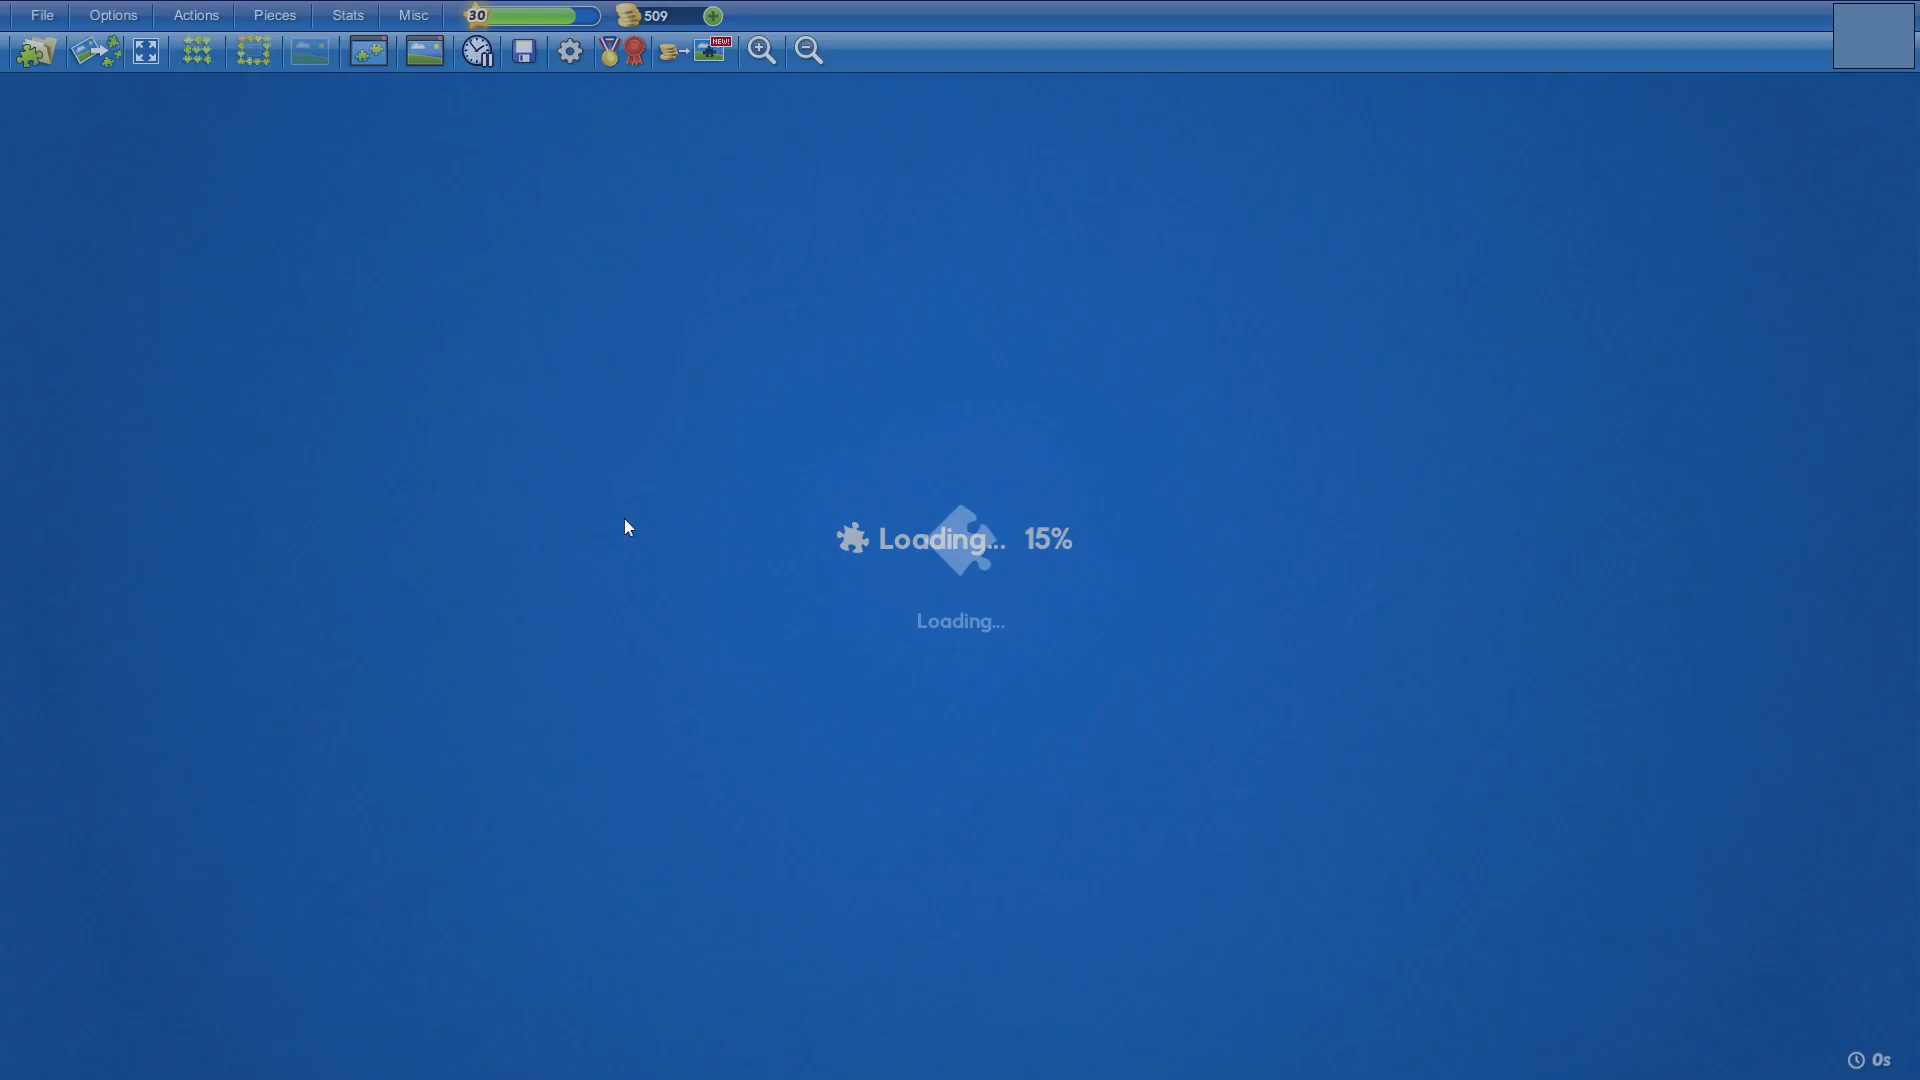 File Options Actions Pieces Stats Misc 30 509
NEW!
Loading... 15%
Loading...
0s